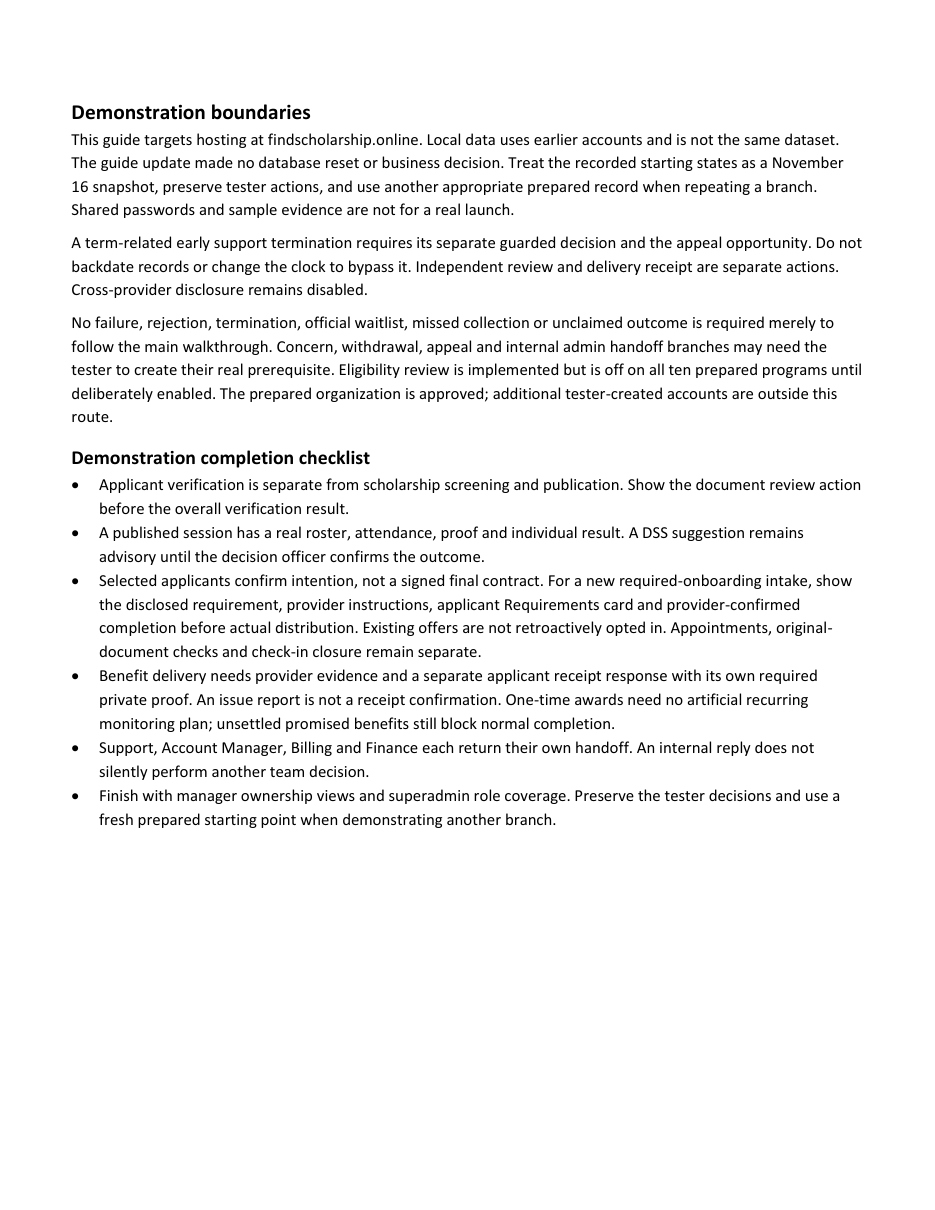 Demonstration boundaries
This guide targets hosting at findscholarship.online. Local data uses earlier accounts and is not the same dataset.
The guide update made no database reset or business decision. Treat the recorded starting states as a November
16 snapshot, preserve tester actions, and use another appropriate prepared record when repeating a branch.
Shared passwords and sample evidence are not for a real launch.
A term-related early support termination requires its separate guarded decision and the appeal opportunity. Do not
backdate records or change the clock to bypass it. Independent review and delivery receipt are separate actions.
Cross-provider disclosure remains disabled.
No failure, rejection, termination, official waitlist, missed collection or unclaimed outcome is required merely to
follow the main walkthrough. Concern, withdrawal, appeal and internal admin handoff branches may need the
tester to create their real prerequisite. Eligibility review is implemented but is off on all ten prepared programs until
deliberately enabled. The prepared organization is approved; additional tester-created accounts are outside this
route.
Demonstration completion checklist
• Applicant verification is separate from scholarship screening and publication. Show the document review action
before the overall verification result.
• A published session has a real roster, attendance, proof and individual result. A DSS suggestion remains
advisory until the decision officer confirms the outcome.
• Selected applicants confirm intention, not a signed final contract. For a new required-onboarding intake, show
the disclosed requirement, provider instructions, applicant Requirements card and provider-confirmed
completion before actual distribution. Existing offers are not retroactively opted in. Appointments, original-
document checks and check-in closure remain separate.
• Benefit delivery needs provider evidence and a separate applicant receipt response with its own required
private proof. An issue report is not a receipt confirmation. One-time awards need no artificial recurring
monitoring plan; unsettled promised benefits still block normal completion.
• Support, Account Manager, Billing and Finance each return their own handoff. An internal reply does not
silently perform another team decision.
• Finish with manager ownership views and superadmin role coverage. Preserve the tester decisions and use a
fresh prepared starting point when demonstrating another branch.